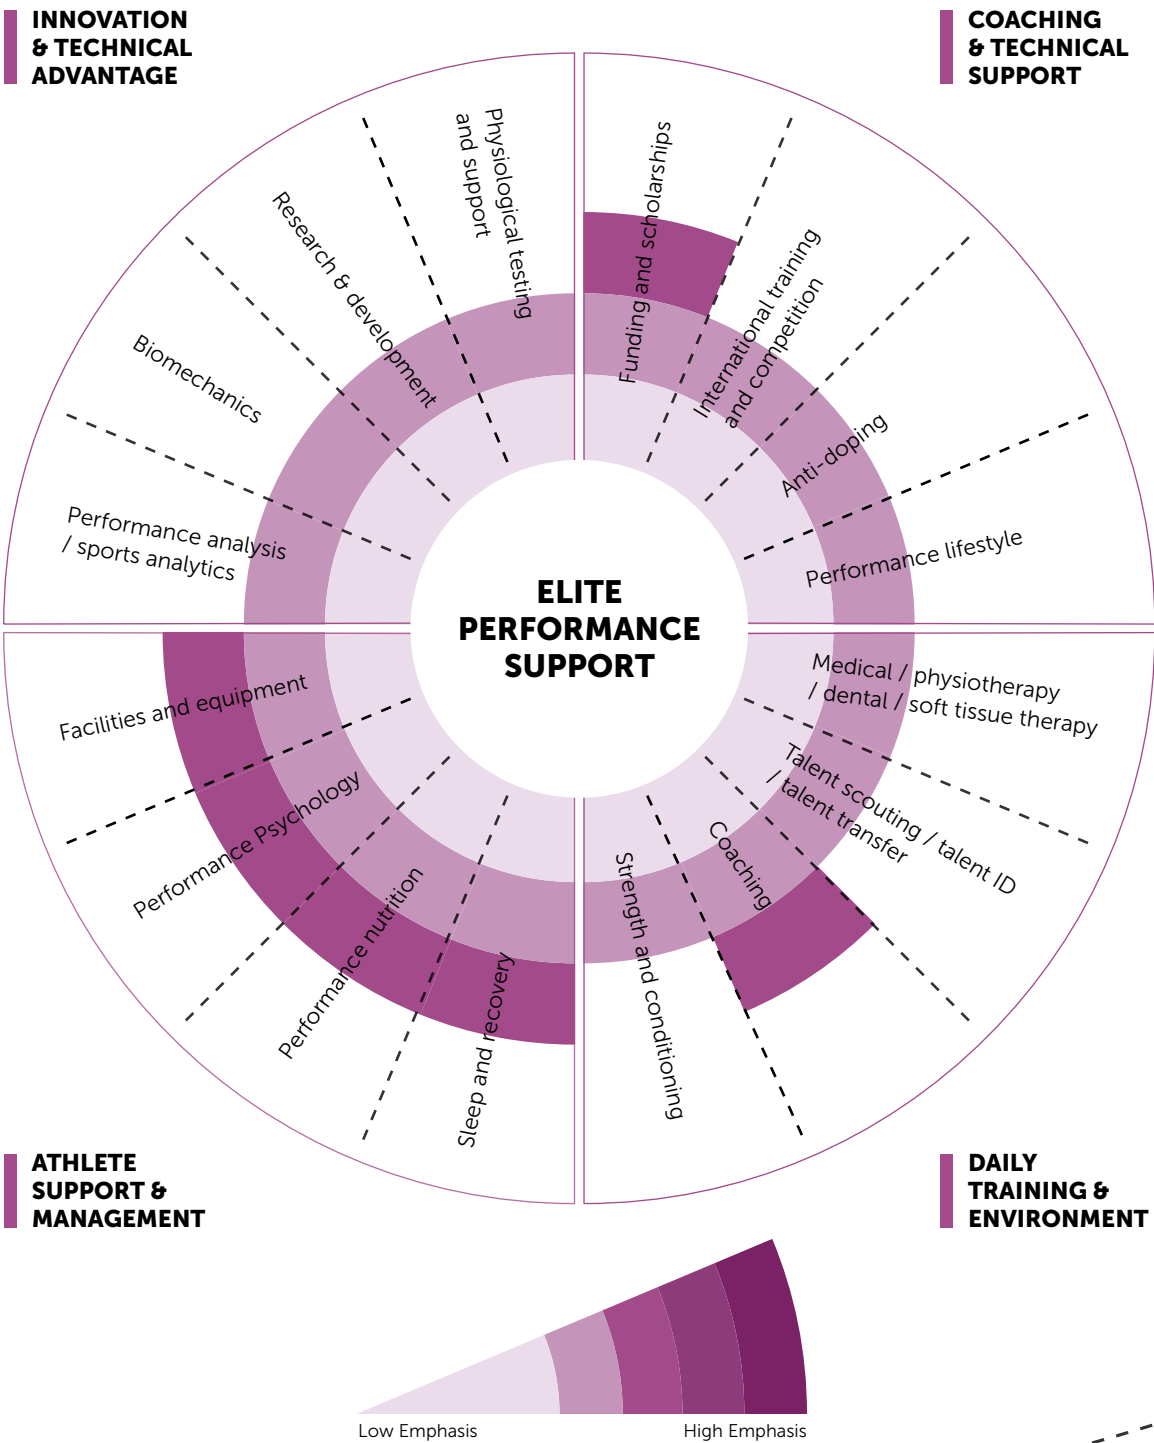 INNOVATION
& TECHNICAL
ADVANTAGE
COACHING
& TECHNICAL
SUPPORT
Physiological testing
and support
Research & development
Biomechanics
Performance analysis
/ sports analytics
Funding and scholarships
International training
and competition
Anti-doping
Performance lifestyle
ELITE
PERFORMANCE
SUPPORT
Facilities and equipment
Performance Psychology
Performance nutrition
Sleep and recovery
Medical / physiotherapy
/ dental / soft tissue therapy
Talent scouting / talent ID
/ talent transfer
Coaching
Strength and conditioning
ATHLETE
SUPPORT &
MANAGEMENT
DAILY
TRAINING &
ENVIRONMENT
Low Emphasis
High Emphasis